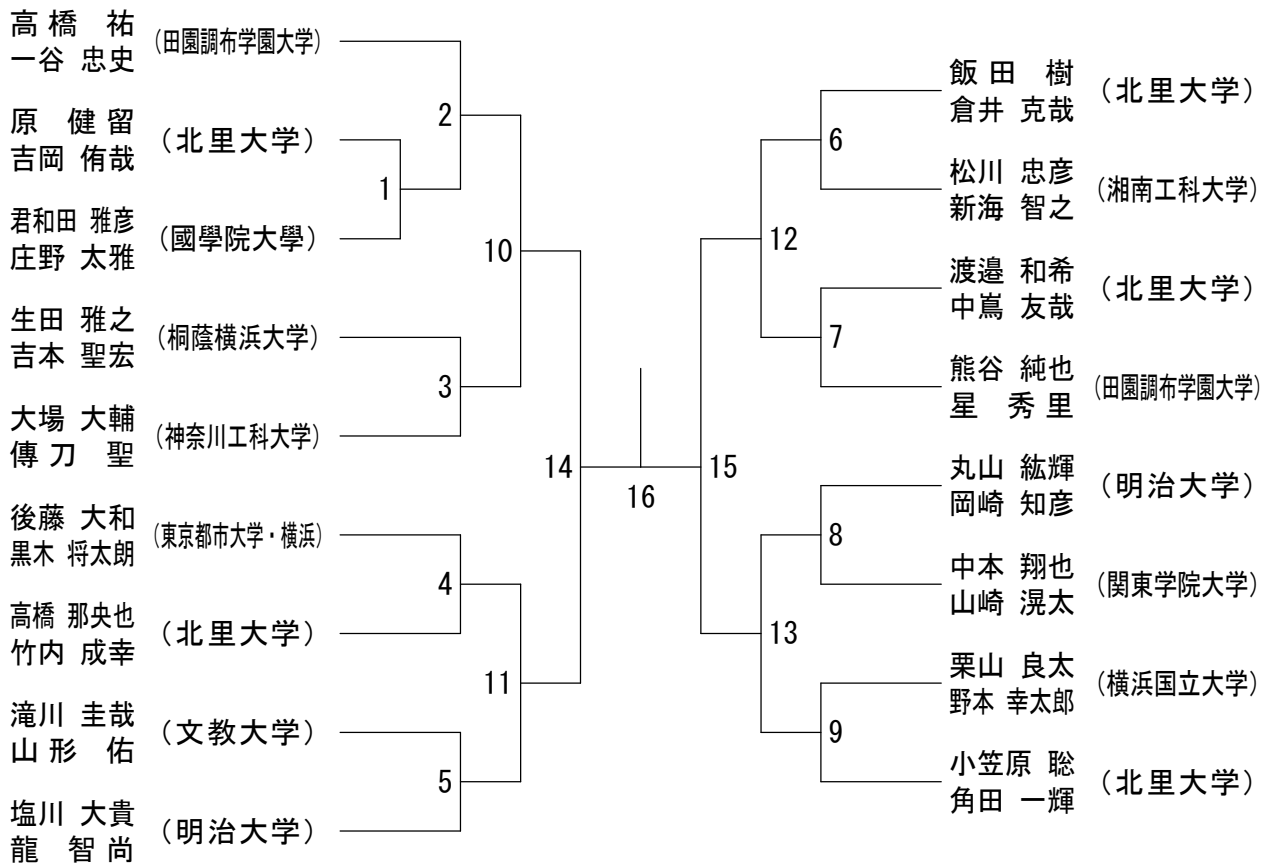 高橋 祐
一谷 忠史
(田園調布学園大学)
原 健留
吉岡 侑哉
(北里大学)
君和田 雅彦
庄野 太雅
(國學院大學)
生田 雅之
吉本 聖宏
(桐蔭横浜大学)
大場 大輔
傳刀 聖
(神奈川工科大学)
後藤 大和
黒木 将太朗
(東京都市大学・横浜)
高橋 那央也
竹内 成幸
(北里大学)
滝川 圭哉
山形 佑
(文教大学)
塩川 大貴
龍 智尚
(明治大学)
2
1
10
3
14
4
11
5
16
飯田 樹
倉井 克哉
(北里大学)
松川 忠彦
新海 智之
(湘南工科大学)
渡邉 和希
中嶌 友哉
(北里大学)
熊谷 純也
星 秀里
(田園調布学園大学)
丸山 紘輝
岡崎 知彦
(明治大学)
中本 翔也
山崎 滉太
(関東学院大学)
栗山 良太
野本 幸太郎
(横浜国立大学)
小笠原 聡
角田 一輝
(北里大学)
6
12
7
15
8
13
9